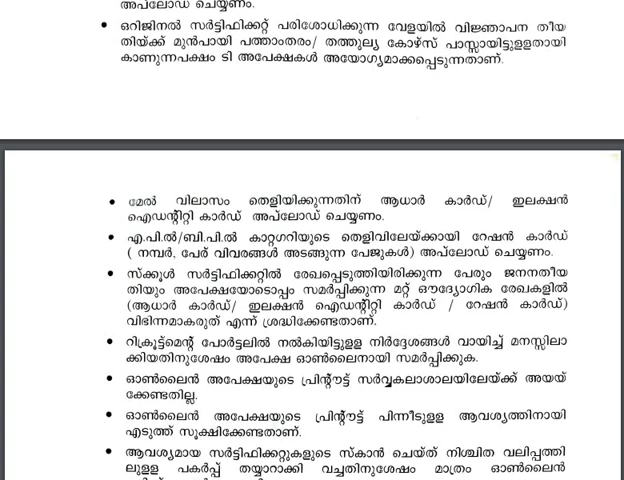 അപ്‌ലോഡ് ചെയ്യണം.
• ഒറിജിനൽ സർട്ടിഫിക്കറ്റ് പരിശോധിക്കുന്ന വേളയിൽ വിജ്ഞാപന തീയ
തിയ്ക്ക് മുൻപായി പത്താംതരം/ തത്തുല്യ കോഴ്സ് പാസ്സായിട്ടുളളതായി
കാണുന്നപക്ഷം ടി അപേക്ഷകൾ അയോഗ്യമാക്കപ്പെടുന്നതാണ്.
• മേൽ വിലാസം തെളിയിക്കുന്നതിന് ആധാർ കാർഡ്/ ഇലക്ഷൻ
ഐഡന്റിറ്റി കാർഡ് അപ്‌ലോഡ് ചെയ്യണം.
• എ.പി.ൽ/ബി.പി.ൽ കാറ്റഗറിയുടെ തെളിവിലേയ്ക്കായി റേഷൻ കാർഡ്
( നമ്പർ, പേര് വിവരങ്ങൾ അടങ്ങുന്ന പേജുകൾ) അപ്‌ലോഡ് ചെയ്യണം.
• സ്ക്കൂൾ സർട്ടിഫിക്കറ്റിൽ രേഖപ്പെടുത്തിയിരിക്കുന്ന പേരും ജനനതീയ
തിയും അപേക്ഷയോടൊപ്പം സമർപ്പിക്കുന്ന മറ്റ് ഔദ്യോഗിക രേഖകളിൽ
(ആധാർ കാർഡ്/ ഇലക്ഷൻ ഐഡന്റിറ്റി കാർഡ് / റേഷൻ കാർഡ്)
വിഭിന്നമാകരുത് എന്ന് ശ്രദ്ധിക്കേണ്ടതാണ്.
• റിക്രൂട്ട്മെന്റ് പോർട്ടലിൽ നൽകിയിട്ടുളള നിർദ്ദേശങ്ങൾ വായിച്ച് മനസ്സിലാ
ക്കിയതിനുശേഷം അപേക്ഷ ഓൺലൈനായി സമർപ്പിക്കുക.
• ഓൺലൈൻ അപേക്ഷയുടെ പ്രിന്റൗട്ട് സർവ്വകലാശാലയിലേയ്ക്ക് അയയ്
ക്കേണ്ടതില്ല.
• ഓൺലൈൻ അപേക്ഷയുടെ പ്രിന്റൗട്ട് പിന്നീടുളള ആവശ്യത്തിനായി
എടുത്ത് സൂക്ഷിക്കേണ്ടതാണ്.
• ആവശ്യമായ സർട്ടിഫിക്കറ്റുകളുടെ സ്കാൻ ചെയ്ത് നിശ്ചിത വലിപ്പത്തി
ലുളള പകർപ്പ് തയ്യാറാക്കി വച്ചതിനുശേഷം മാത്രം ഓൺലൈൻ